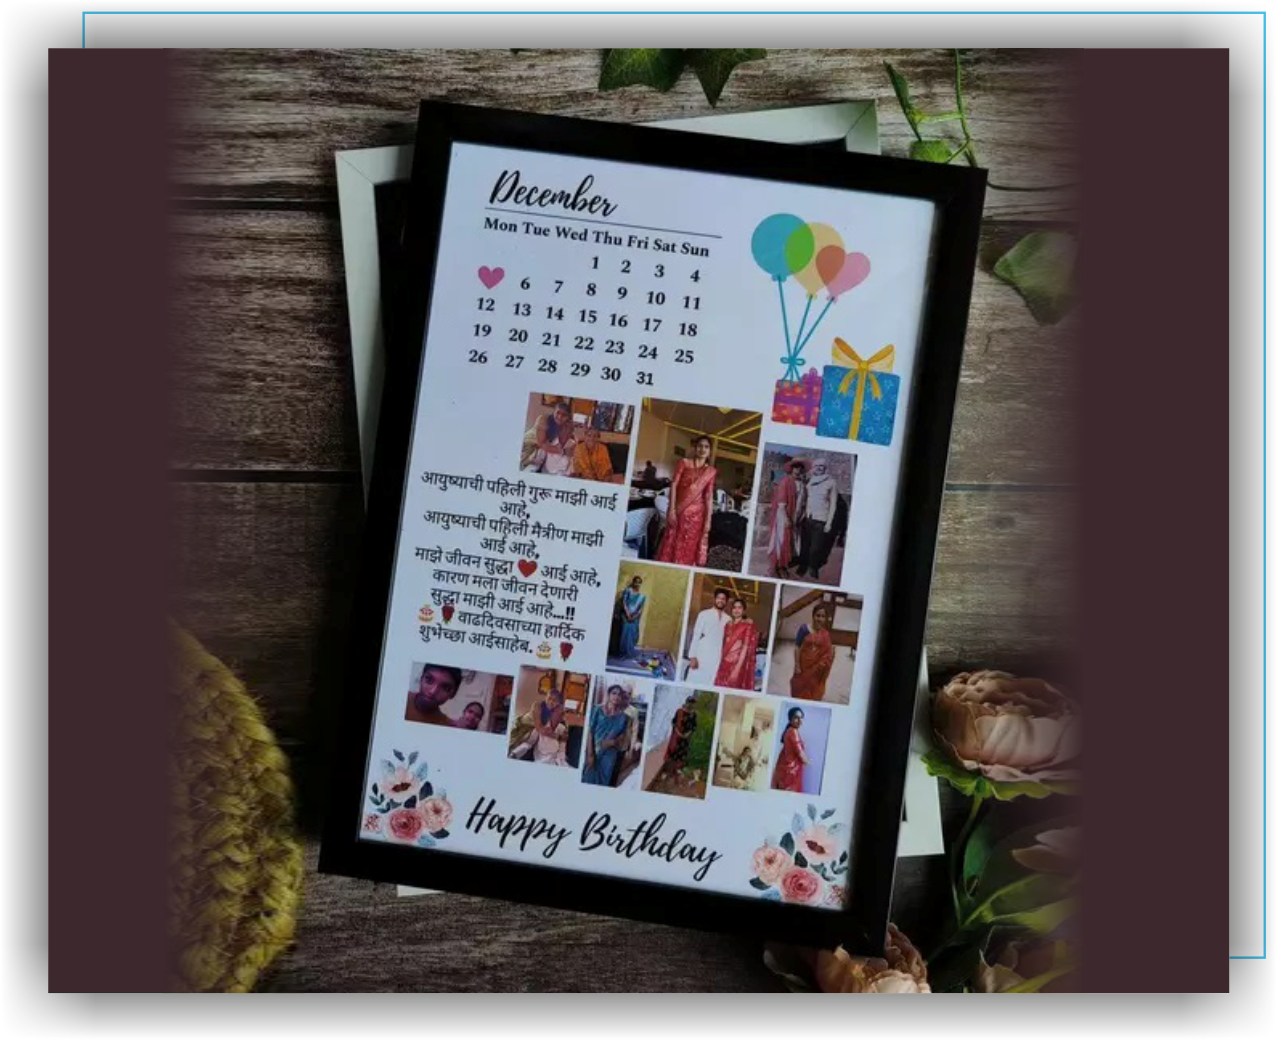 December
Mon Tue Wed Thu Fri Sat Sun
1 2 3 4
6 7 8 9 10 11
12 13 14 15 16 17 18
19 20 21 22 23 24 25
26 27 28 29 30 31
आयुष्याची पहिली गुरू माझी आई
आहे,
आयुष्याची पहिली मैत्रीण माझी
आई आहे,
माझे जीवन सुद्धा ❤️ आई आहे,
कारण मला जीवन देणारी
सुद्धा माझी आई आहे...!!
🎂🌹 वाढदिवसाच्या हार्दिक
शुभेच्छा आईसाहेब.🎂🌹
Happy Birthday